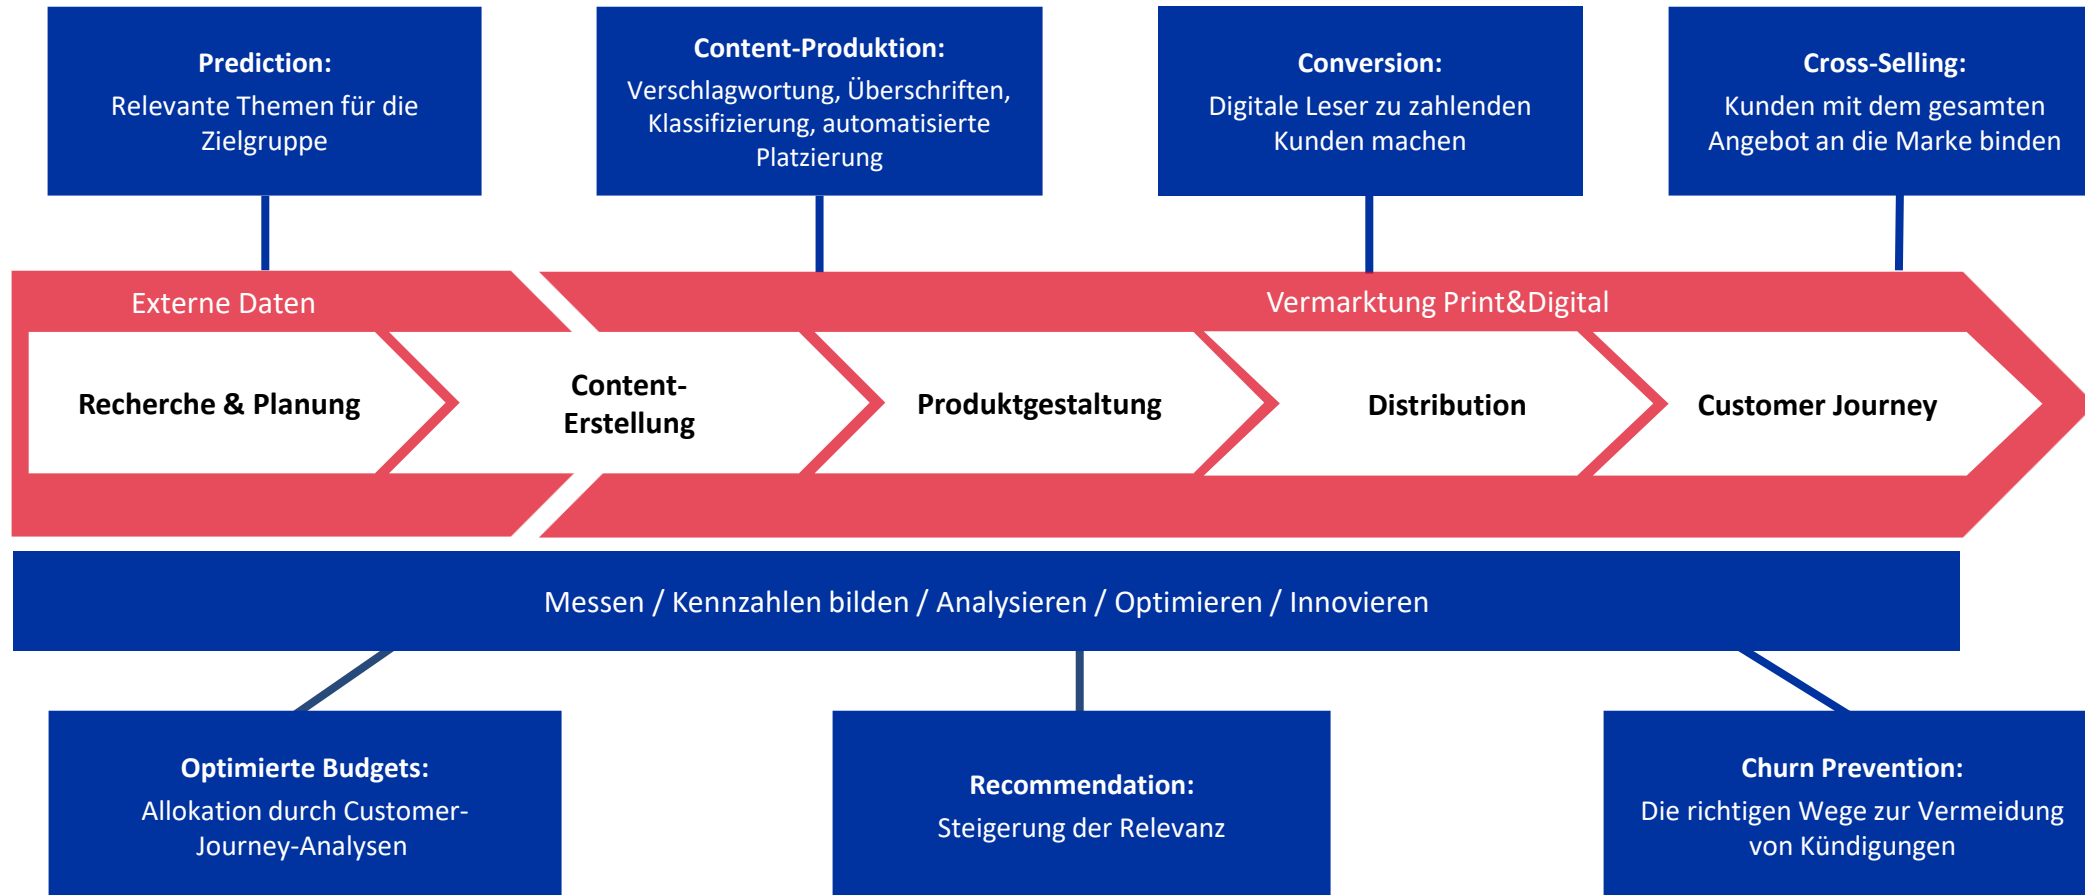 Prediction:
Relevante Themen für die
Zielgruppe
Content-Produktion:
Verschlagwortung, Überschriften,
Klassifizierung, automatisierte
Platzierung
Conversion:
Digitale Leser zu zahlenden
Kunden machen
Cross-Selling:
Kunden mit dem gesamten
Angebot an die Marke binden
Externe Daten
Vermarktung Print&Digital
Recherche & Planung
Content-
Erstellung
Produktgestaltung
Distribution
Customer Journey
Messen / Kennzahlen bilden / Analysieren / Optimieren / Innovieren
Optimierte Budgets:
Allokation durch Customer-
Journey-Analysen
Recommendation:
Steigerung der Relevanz
Churn Prevention:
Die richtigen Wege zur Vermeidung
von Kündigungen